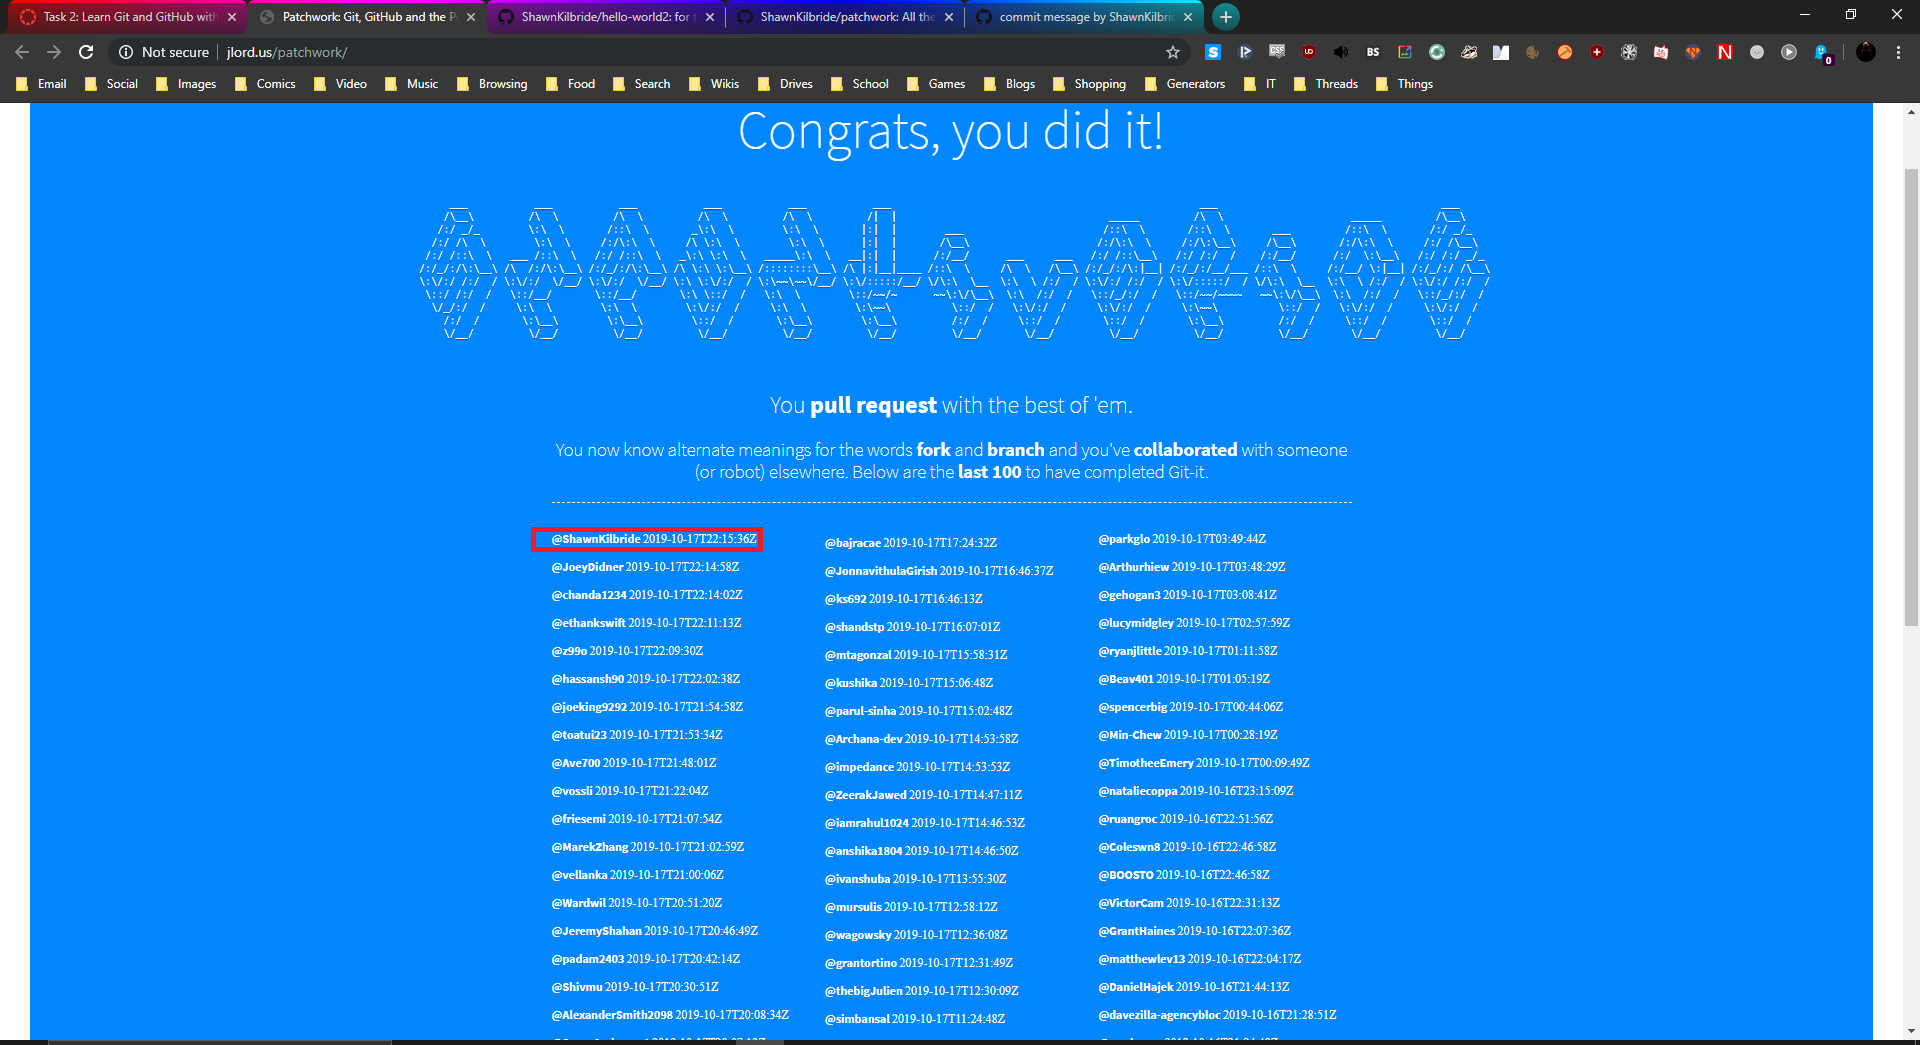 Task 2: Learn Git and GitHub with
Patchwork: Git, GitHub and the P
ShawnKilbride/hello-world2: for t
ShawnKilbride/patchwork: All the
commit message by ShawnKilbri
Not secure
jlord.us/patchwork/
BS
0
Email
Social
Images
Comics
Video
Music
Browsing
Food
Search
Wikis
Drives
School
Games
Blogs
Shopping
Generators
IT
Threads
Things
Congrats, you did it!
You pull request with the best of 'em.
You now know alternate meanings for the words fork and branch and you've collaborated with someone
(or robot) elsewhere. Below are the last 100 to have completed Git-it.
@ShawnKilbride 2019-10-17T22:15:36Z
@JoeyDidner 2019-10-17T22:14:58Z
@chanda1234 2019-10-17T22:14:02Z
@ethankswift 2019-10-17T22:11:13Z
@z99o 2019-10-17T22:09:30Z
@hassansh90 2019-10-17T22:02:38Z
@joeking9292 2019-10-17T21:54:58Z
@toatui23 2019-10-17T21:53:34Z
@Ave700 2019-10-17T21:48:01Z
@vossli 2019-10-17T21:22:04Z
@friesemi 2019-10-17T21:07:54Z
@MarekZhang 2019-10-17T21:02:59Z
@vellanka 2019-10-17T21:00:06Z
@Wardwil 2019-10-17T20:51:20Z
@JeremyShahan 2019-10-17T20:46:49Z
@padam2403 2019-10-17T20:42:14Z
@Shivmu 2019-10-17T20:30:51Z
@AlexanderSmith2098 2019-10-17T20:08:34Z
@bajracae 2019-10-17T17:24:32Z
@JonnavithulaGirish 2019-10-17T16:46:37Z
@ks692 2019-10-17T16:46:13Z
@shandstp 2019-10-17T16:07:01Z
@mtagonzal 2019-10-17T15:58:31Z
@kushika 2019-10-17T15:06:48Z
@parul-sinha 2019-10-17T15:02:48Z
@Archana-dev 2019-10-17T14:53:58Z
@impedance 2019-10-17T14:53:53Z
@ZeerakJawed 2019-10-17T14:47:11Z
@iamrahul1024 2019-10-17T14:46:53Z
@anshika1804 2019-10-17T14:46:50Z
@ivanshuba 2019-10-17T13:55:30Z
@mursulis 2019-10-17T12:58:12Z
@wagowsky 2019-10-17T12:36:08Z
@grantortino 2019-10-17T12:31:49Z
@thebigJulien 2019-10-17T12:30:09Z
@simbansal 2019-10-17T11:24:48Z
@parkglo 2019-10-17T03:49:44Z
@Arthurhiew 2019-10-17T03:48:29Z
@gehogan3 2019-10-17T03:08:41Z
@lucymidgley 2019-10-17T02:57:59Z
@ryanjlittle 2019-10-17T01:11:58Z
@Beav401 2019-10-17T01:05:19Z
@spencerbig 2019-10-17T00:44:06Z
@Min-Chew 2019-10-17T00:28:19Z
@TimotheeEmery 2019-10-17T00:09:49Z
@nataliecoppa 2019-10-16T23:15:09Z
@ruangroc 2019-10-16T22:51:56Z
@Coleswn8 2019-10-16T22:46:58Z
@BOOSTO 2019-10-16T22:46:58Z
@VictorCam 2019-10-16T22:31:13Z
@GrantHaines 2019-10-16T22:07:36Z
@matthewlev13 2019-10-16T22:04:17Z
@DanielHajek 2019-10-16T21:44:13Z
@davezilla-agencybloc 2019-10-16T21:28:51Z